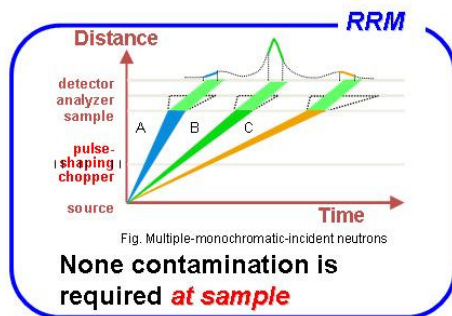 RRM
Distance
detector
analyzer
sample
A B C
pulse-
shaping
chopper
source
Time
Fig. Multiple-monochromatic-incident neutrons
None contamination is
required at sample